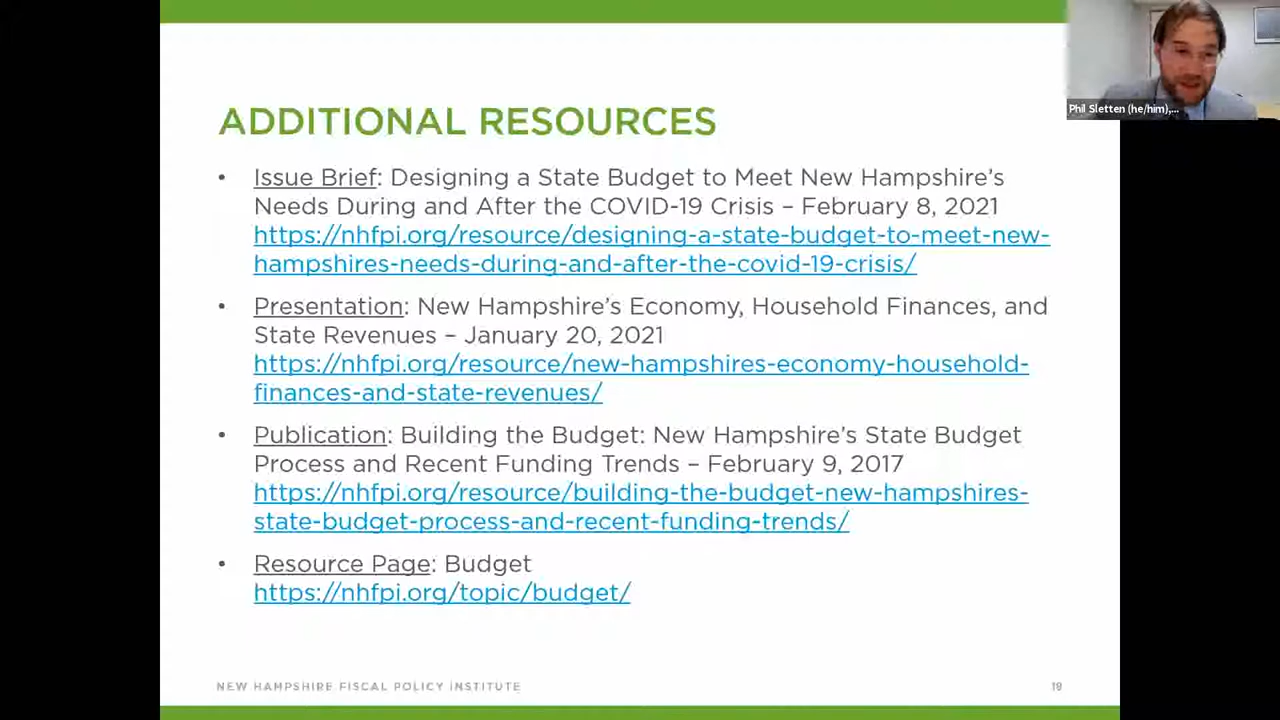 Phil Sletten (he/him),...
ADDITIONAL RESOURCES
• Issue Brief: Designing a State Budget to Meet New Hampshire’s
Needs During and After the COVID-19 Crisis – February 8, 2021
https://nhfpi.org/resource/designing-a-state-budget-to-meet-new-
hampshires-needs-during-and-after-the-covid-19-crisis/
• Presentation: New Hampshire’s Economy, Household Finances, and
State Revenues – January 20, 2021
https://nhfpi.org/resource/new-hampshires-economy-household-
finances-and-state-revenues/
• Publication: Building the Budget: New Hampshire’s State Budget
Process and Recent Funding Trends – February 9, 2017
https://nhfpi.org/resource/building-the-budget-new-hampshires-
state-budget-process-and-recent-funding-trends/
• Resource Page: Budget
https://nhfpi.org/topic/budget/
NEW HAMPSHIRE FISCAL POLICY INSTITUTE 19